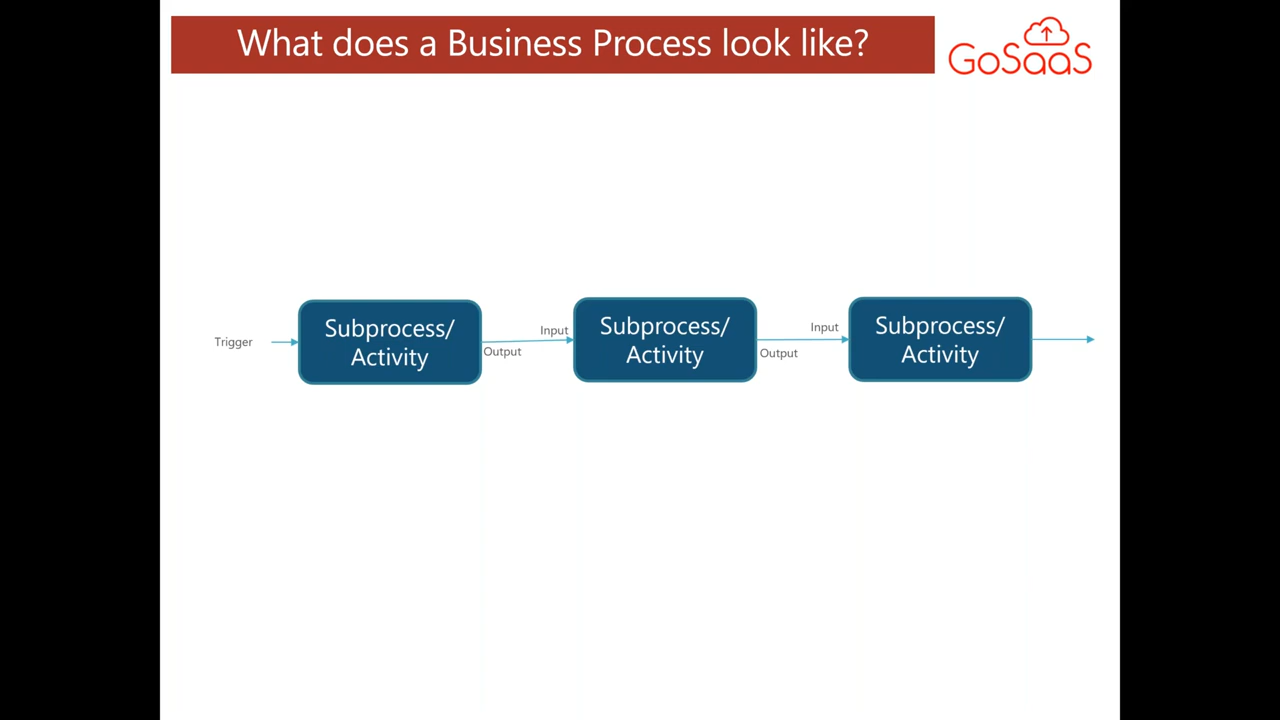 What does a Business Process look like?
GoSaaS
Trigger
Subprocess/
Activity
Output
Input
Subprocess/
Activity
Output
Input
Subprocess/
Activity